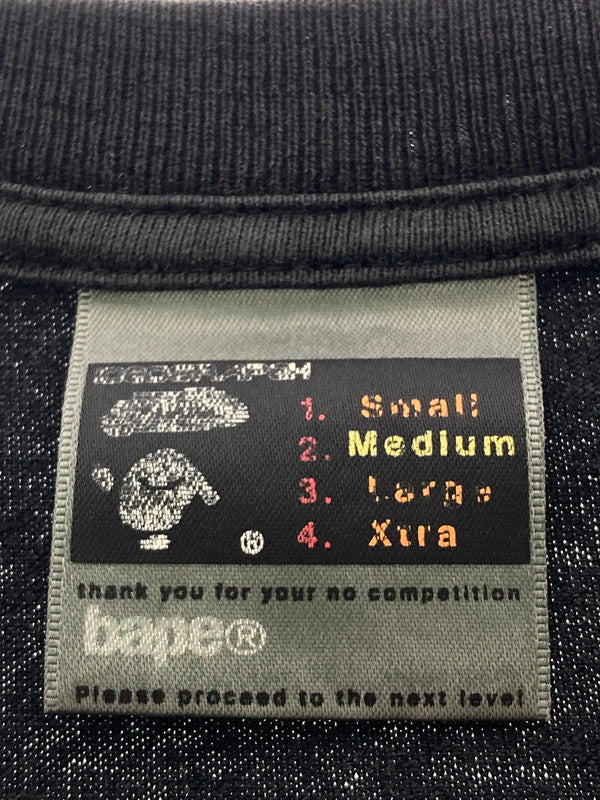 1. Small
2. Medium
3. Large
4. Xtra
®
thank you for your no competition
bape®
Please proceed to the next level